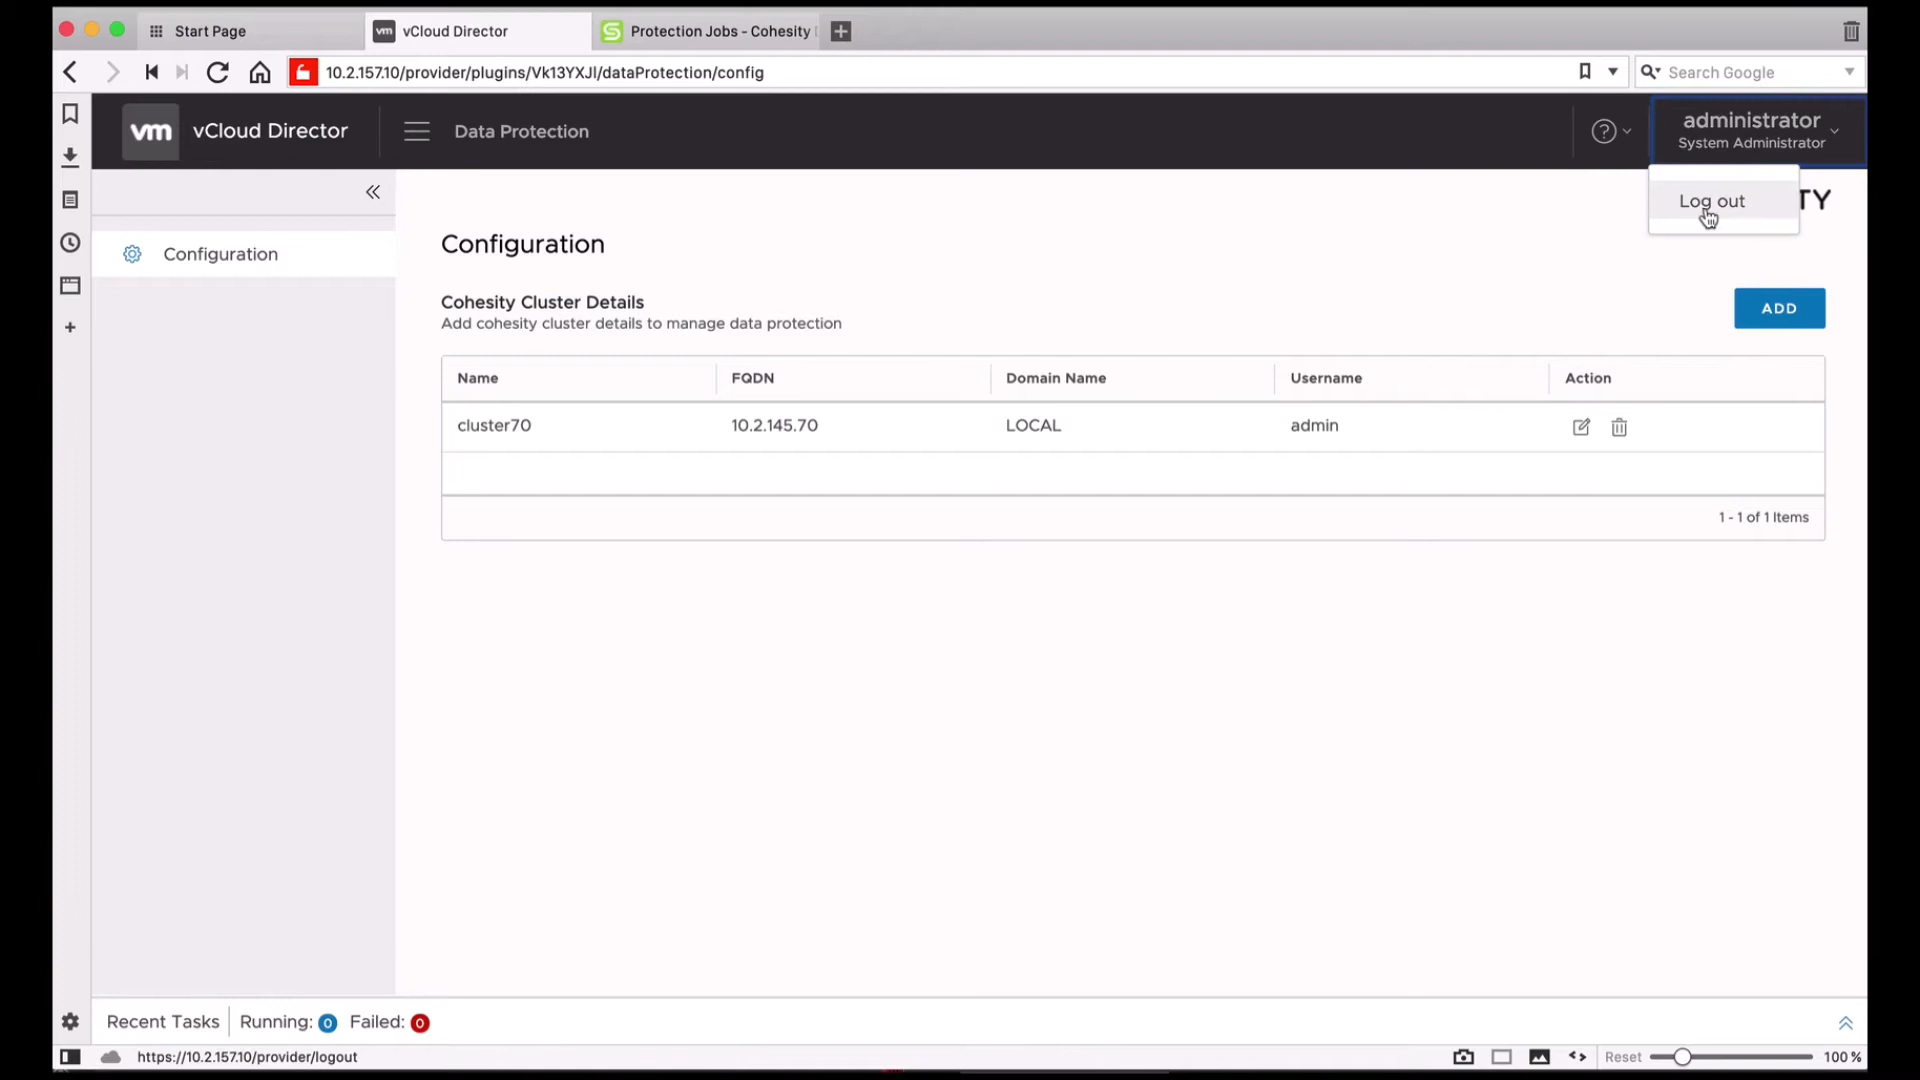 Start Page
vm vCloud Director
Protection Jobs - Cohesity
10.2.157.10/provider/plugins/Vk13YXJl/dataProtection/config
Search Google
vm vCloud Director
Data Protection
?
administrator
System Administrator
Log out
TY
Configuration
Configuration
Cohesity Cluster Details
Add cohesity cluster details to manage data protection
ADD
Name FQDN Domain Name Username Action
cluster70 10.2.145.70 LOCAL admin
1 - 1 of 1 Items
Recent Tasks Running: 0 Failed: 0
https://10.2.157.10/provider/logout
Reset 100 %